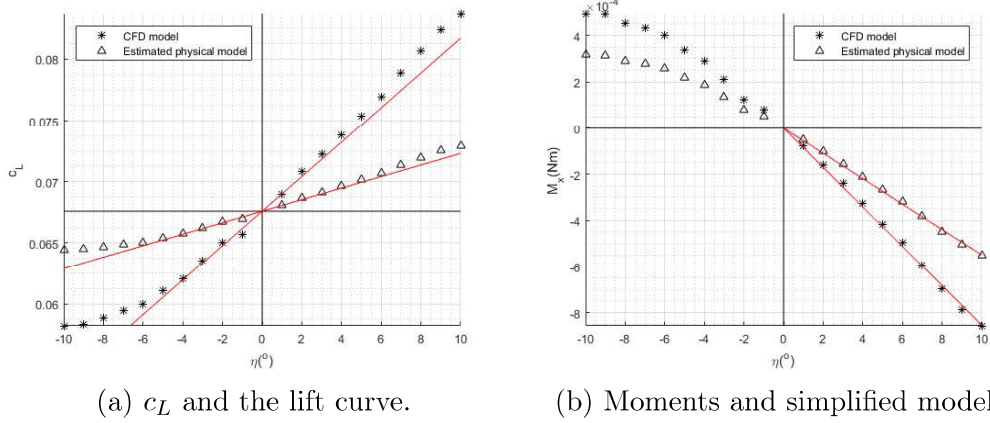 CFD model
Estimated physical model
0.08
0.075
0.07
0.065
0.06
c_L
-10 -8 -6 -4 -2 0 2 4 6 8 10
η(°)
(a) c_L and the lift curve.
×10⁻⁴
CFD model
Estimated physical model
4
2
0
-2
-4
-6
-8
M_x(Nm)
-10 -8 -6 -4 -2 0 2 4 6 8 10
η(°)
(b) Moments and simplified model